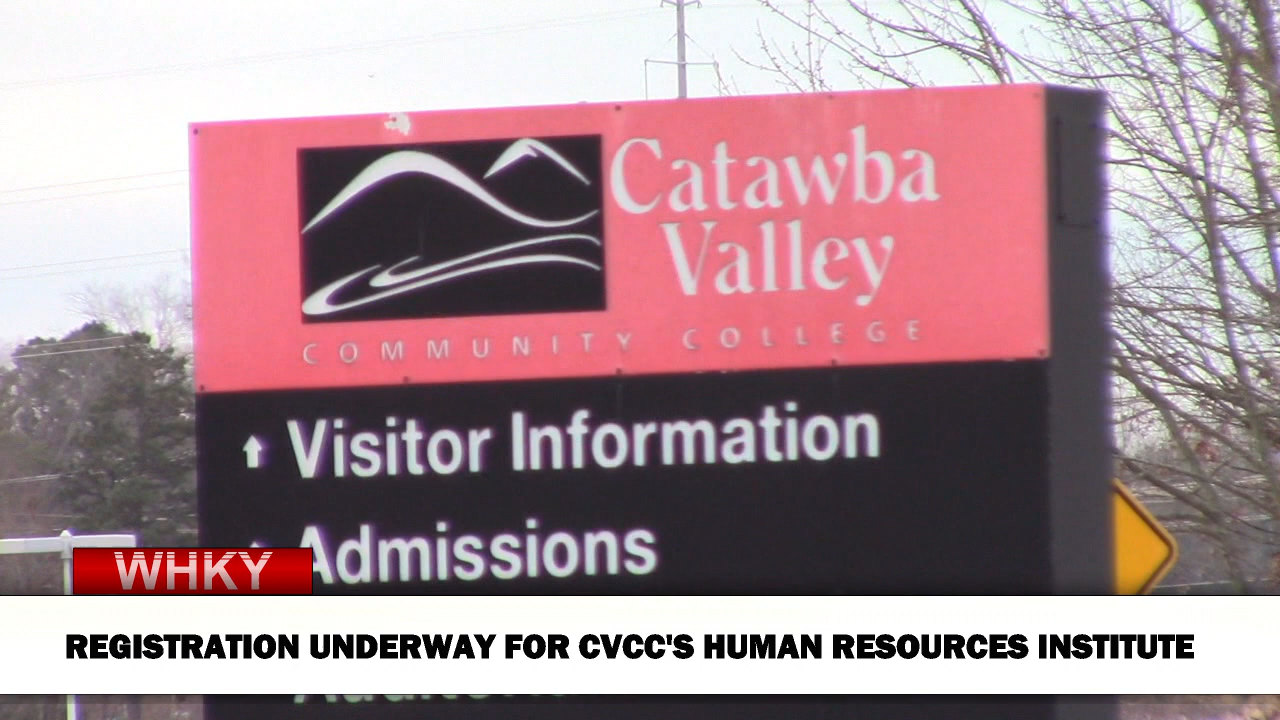 Catawba
Valley
COMMUNITY COLLEGE
Visitor Information
Admissions
WHKY
REGISTRATION UNDERWAY FOR CVCC'S HUMAN RESOURCES INSTITUTE